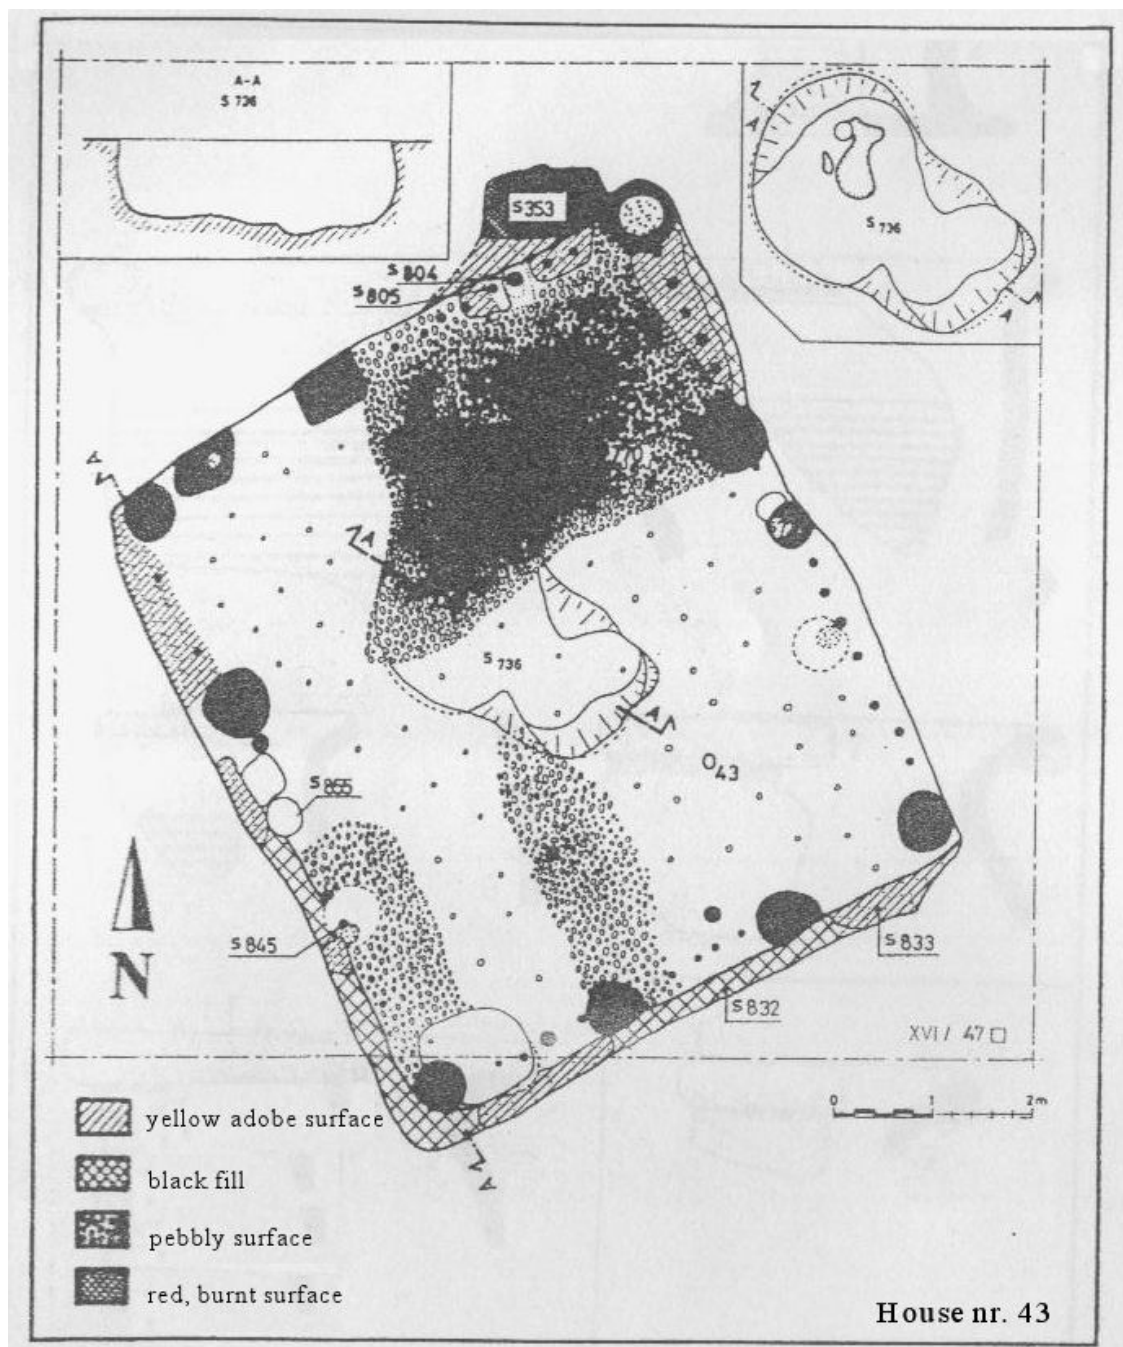 A-A
S 736
S 736
A
A
S 353
S 804
S 805
A
A
S 736
A
O 43
S 855
S 845
S 833
S 832
XVI / 47
N
0 1 2m
A
yellow adobe surface
black fill
pebbly surface
red, burnt surface
House nr. 43